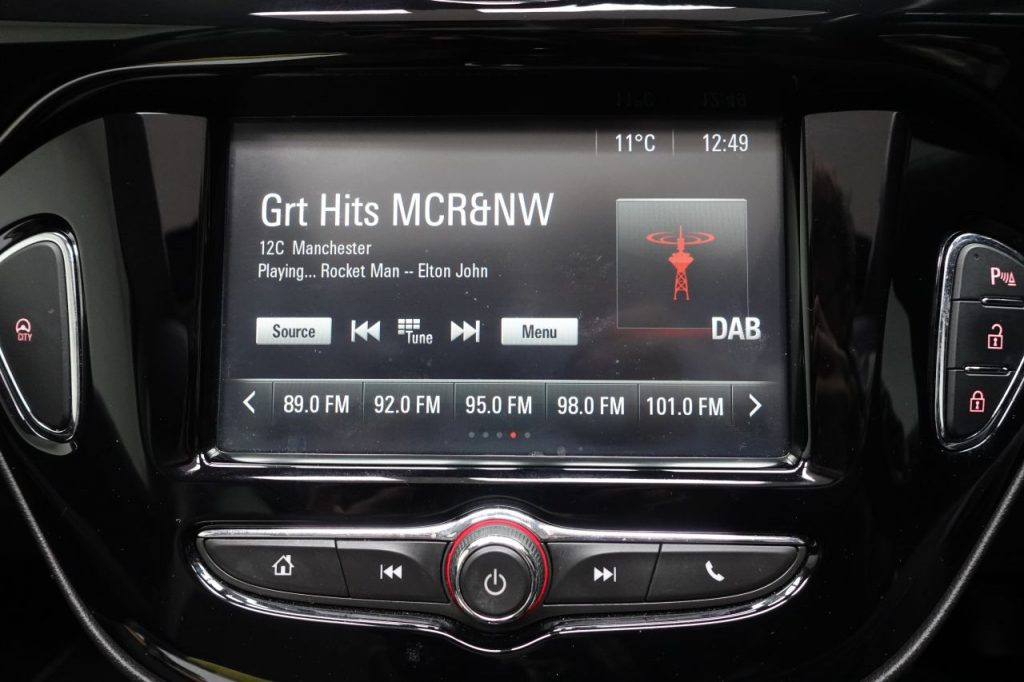 11°C 12:49
Grt Hits MCR&NW
12C Manchester
Playing... Rocket Man -- Elton John
Source Tune Menu
DAB
89.0 FM 92.0 FM 95.0 FM 98.0 FM 101.0 FM
CITY
P